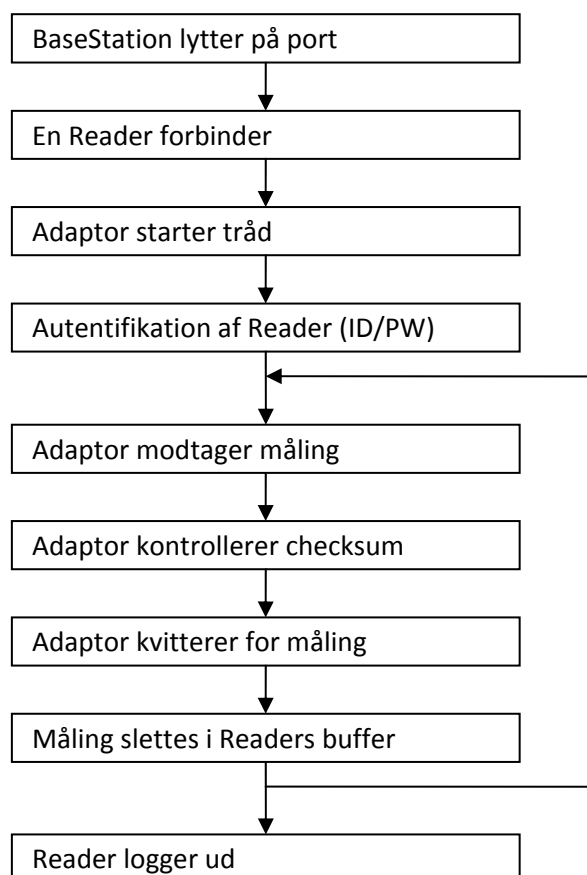 BaseStation lytter på port
En Reader forbinder
Adaptor starter tråd
Autentifikation af Reader (ID/PW)
Adaptor modtager måling
Adaptor kontrollerer checksum
Adaptor kvitterer for måling
Måling slettes i Readers buffer
Reader logger ud